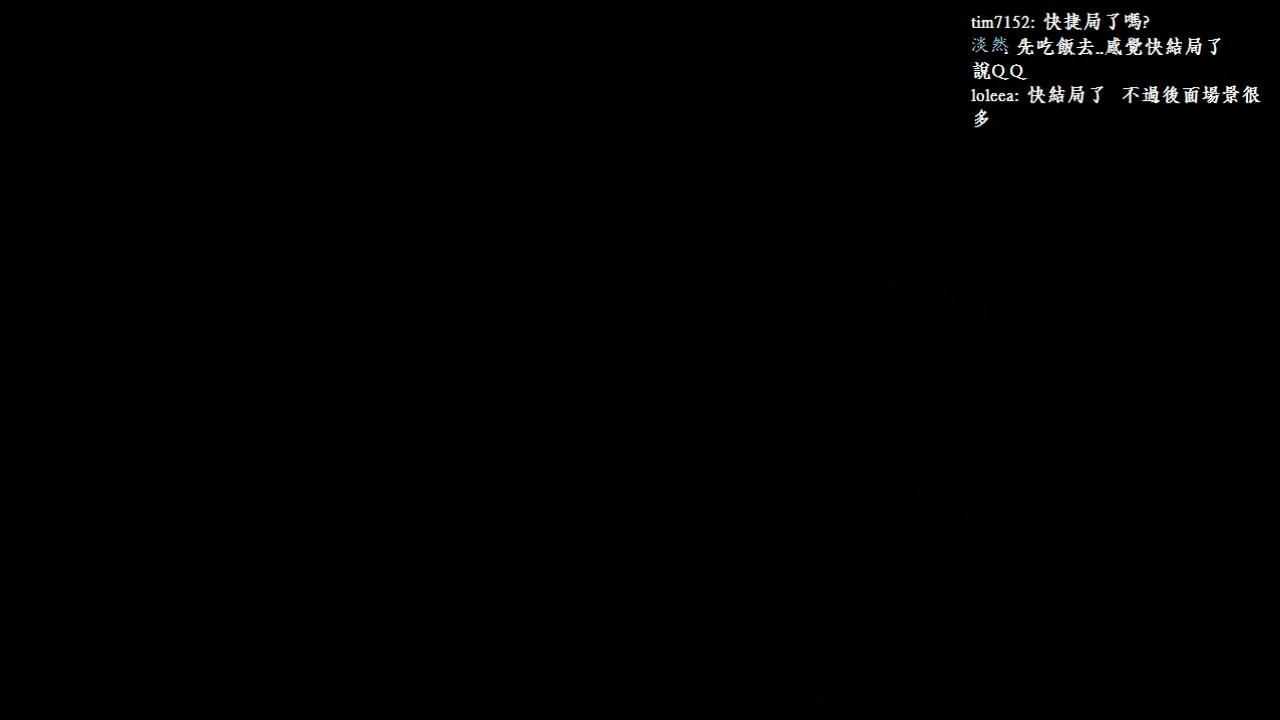 tim7152: 快捷局了嗎?
淡然: 先吃飯去..感覺快結局了
說QQ
loleea: 快結局了 不過後面場景很
多